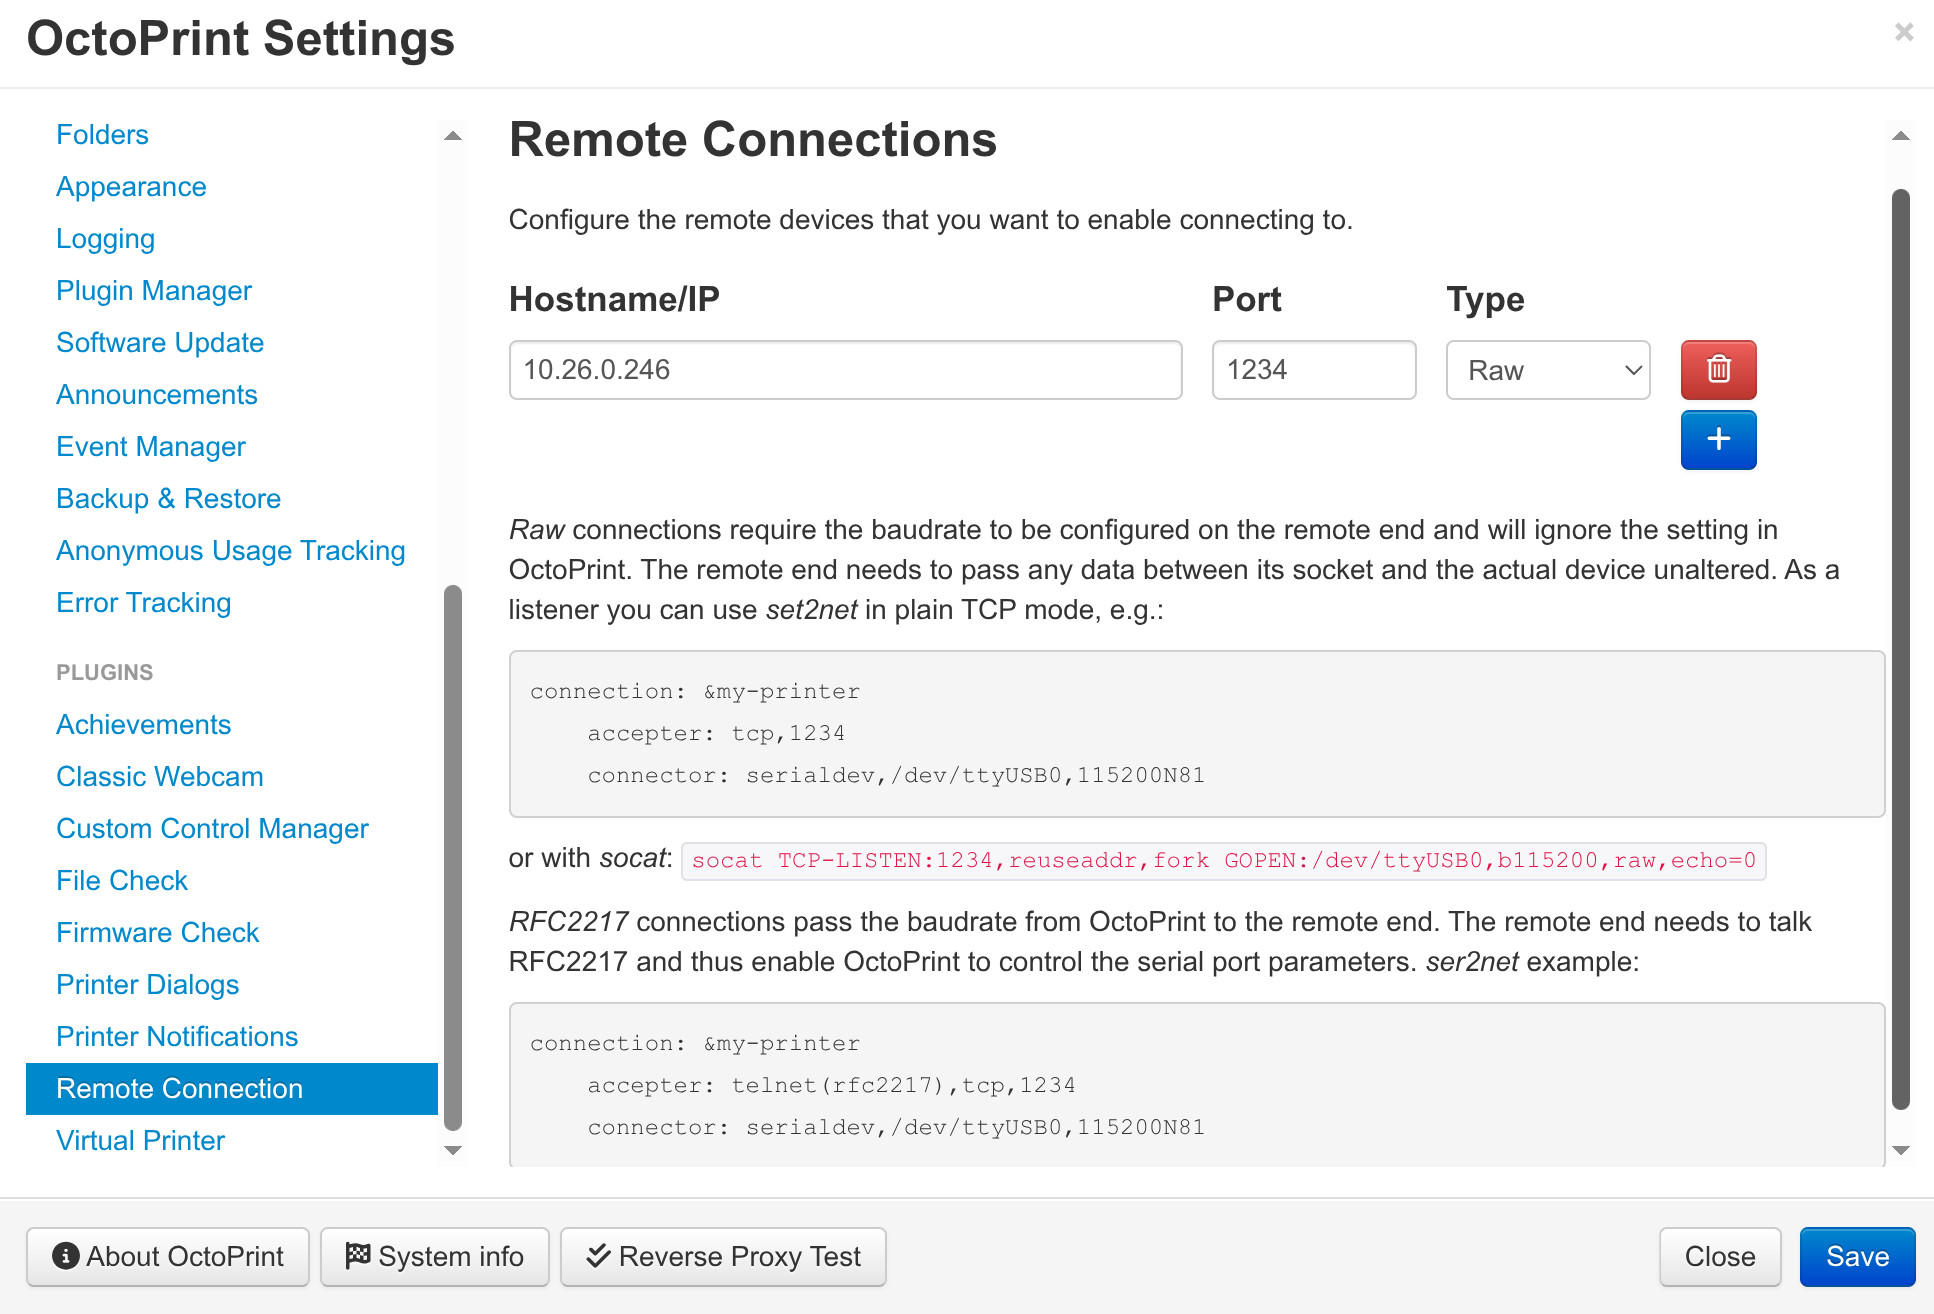 OctoPrint Settings
×
Folders
Appearance
Logging
Plugin Manager
Software Update
Announcements
Event Manager
Backup & Restore
Anonymous Usage Tracking
Error Tracking
PLUGINS
Achievements
Classic Webcam
Custom Control Manager
File Check
Firmware Check
Printer Dialogs
Printer Notifications
Remote Connection
Virtual Printer
Remote Connections
Configure the remote devices that you want to enable connecting to.
Hostname/IP Port Type
10.26.0.246 1234 Raw
+
Raw connections require the baudrate to be configured on the remote end and will ignore the setting in
OctoPrint. The remote end needs to pass any data between its socket and the actual device unaltered. As a
listener you can use set2net in plain TCP mode, e.g.:
connection: &my-printer
    accepter: tcp,1234
    connector: serialdev,/dev/ttyUSB0,115200N81
or with socat: socat TCP-LISTEN:1234,reuseaddr,fork GOPEN:/dev/ttyUSB0,b115200,raw,echo=0
RFC2217 connections pass the baudrate from OctoPrint to the remote end. The remote end needs to talk
RFC2217 and thus enable OctoPrint to control the serial port parameters. ser2net example:
connection: &my-printer
    accepter: telnet(rfc2217),tcp,1234
    connector: serialdev,/dev/ttyUSB0,115200N81
About OctoPrint System info Reverse Proxy Test Close Save